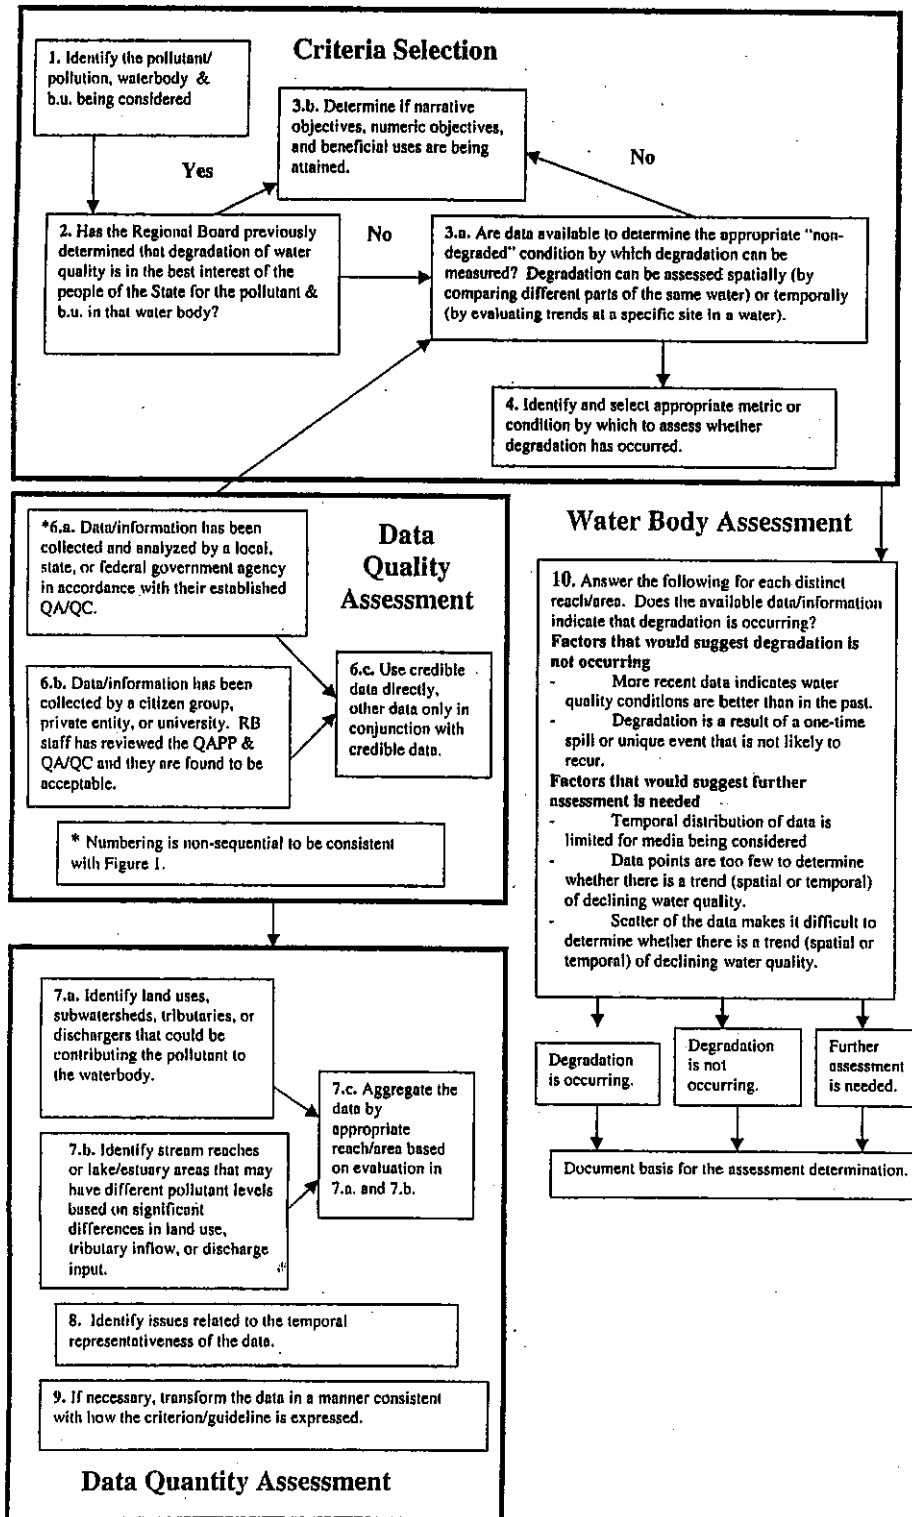 Criteria Selection
1. Identify the pollutant/
pollution, waterbody &
b.u. being considered
3.b. Determine if narrative
objectives, numeric objectives,
and beneficial uses are being
attained.
Yes
No
2. Has the Regional Board previously
determined that degradation of water
quality is in the best interest of the
people of the State for the pollutant &
b.u. in that water body?
No
3.a. Are data available to determine the appropriate "non-
degraded" condition by which degradation can be
measured? Degradation can be assessed spatially (by
comparing different parts of the same water) or temporally
(by evaluating trends at a specific site in a water).
4. Identify and select appropriate metric or
condition by which to assess whether
degradation has occurred.
Data
Quality
Assessment
*6.a. Data/information has been
collected and analyzed by a local,
state, or federal government agency
in accordance with their established
QA/QC.
6.b. Data/information has been
collected by a citizen group,
private entity, or university. RB
staff has reviewed the QAPP &
QA/QC and they are found to be
acceptable.
6.c. Use credible
data directly,
other data only in
conjunction with
credible data.
* Numbering is non-sequential to be consistent
with Figure 1.
Water Body Assessment
10. Answer the following for each distinct
reach/area. Does the available data/information
indicate that degradation is occurring?
Factors that would suggest degradation is
not occurring
- More recent data indicates water
quality conditions are better than in the past.
- Degradation is a result of a one-time
spill or unique event that is not likely to
recur.
Factors that would suggest further
assessment is needed
- Temporal distribution of data is
limited for media being considered
- Data points are too few to determine
whether there is a trend (spatial or temporal)
of declining water quality.
- Scatter of the data makes it difficult to
determine whether there is a trend (spatial or
temporal) of declining water quality.
Degradation
is occurring.
Degradation
is not
occurring.
Further
assessment
is needed.
Document basis for the assessment determination.
7.a. Identify land uses,
subwatersheds, tributaries, or
dischargers that could be
contributing the pollutant to
the waterbody.
7.b. Identify stream reaches
or lake/estuary areas that may
have different pollutant levels
based on significant
differences in land use,
tributary inflow, or discharge
input.
7.c. Aggregate the
data by
appropriate
reach/area based
on evaluation in
7.a. and 7.b.
8. Identify issues related to the temporal
representativeness of the data.
9. If necessary, transform the data in a manner consistent
with how the criterion/guideline is expressed.
Data Quantity Assessment